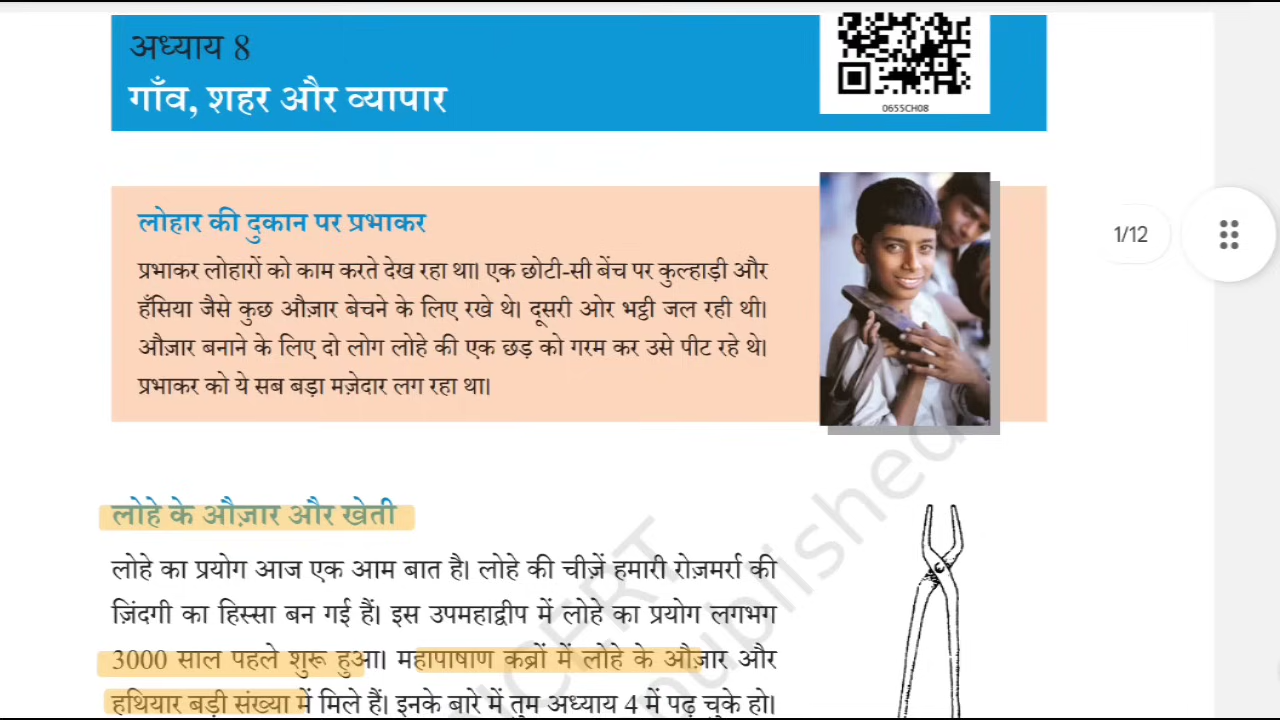 अध्याय 8
गाँव, शहर और व्यापार
0655CH08
लोहार की दुकान पर प्रभाकर
प्रभाकर लोहारों को काम करते देख रहा था। एक छोटी-सी बेंच पर कुल्हाड़ी और
हँसिया जैसे कुछ औज़ार बेचने के लिए रखे थे। दूसरी ओर भट्ठी जल रही थी।
औज़ार बनाने के लिए दो लोग लोहे की एक छड़ को गरम कर उसे पीट रहे थे।
प्रभाकर को ये सब बड़ा मज़ेदार लग रहा था।
1/12
लोहे के औज़ार और खेती
लोहे का प्रयोग आज एक आम बात है। लोहे की चीज़ें हमारी रोज़मर्रा की
ज़िंदगी का हिस्सा बन गई हैं। इस उपमहाद्वीप में लोहे का प्रयोग लगभग
3000 साल पहले शुरू हुआ। महापाषाण कब्रों में लोहे के औज़ार और
हथियार बड़ी संख्या में मिले हैं। इनके बारे में तुम अध्याय 4 में पढ़ चुके हो।
NCERT
published